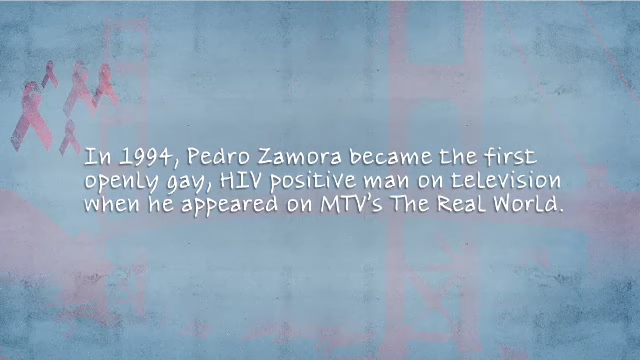 In 1994, Pedro Zamora became the first
openly gay, HIV positive man on television
when he appeared on MTV's The Real World.